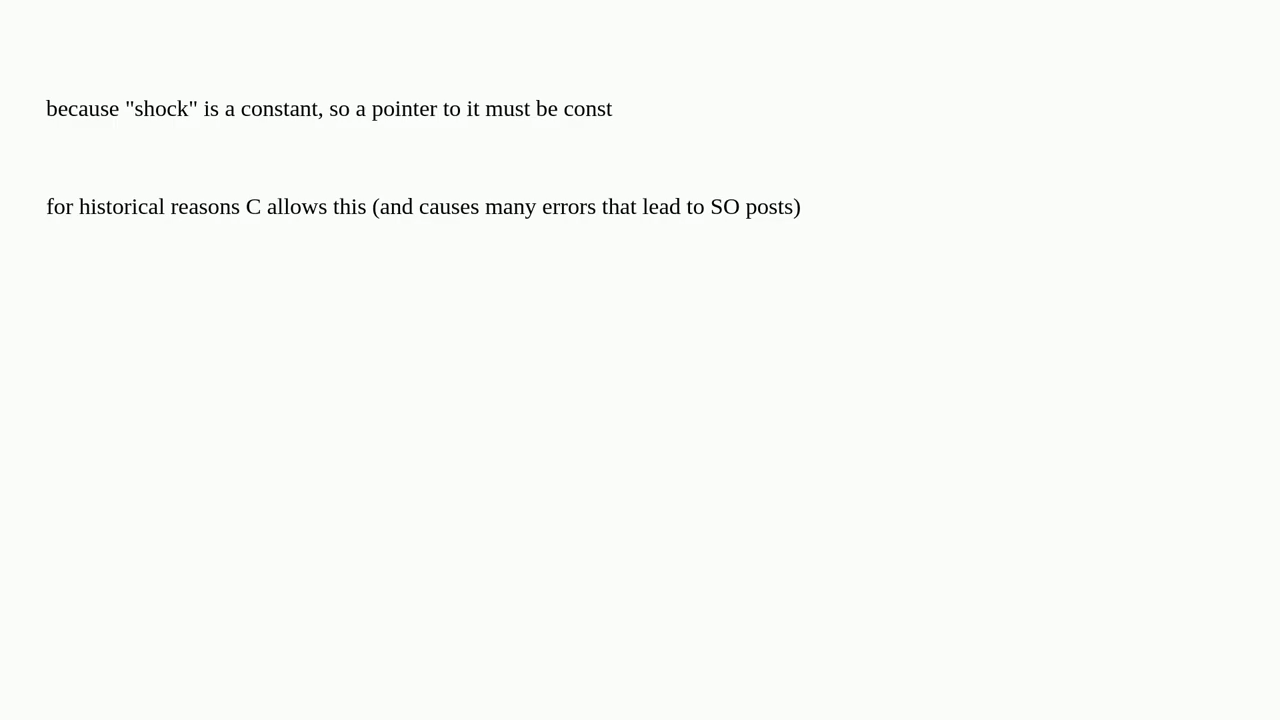 because "shock" is a constant, so a pointer to it must be const
for historical reasons C allows this (and causes many errors that lead to SO posts)